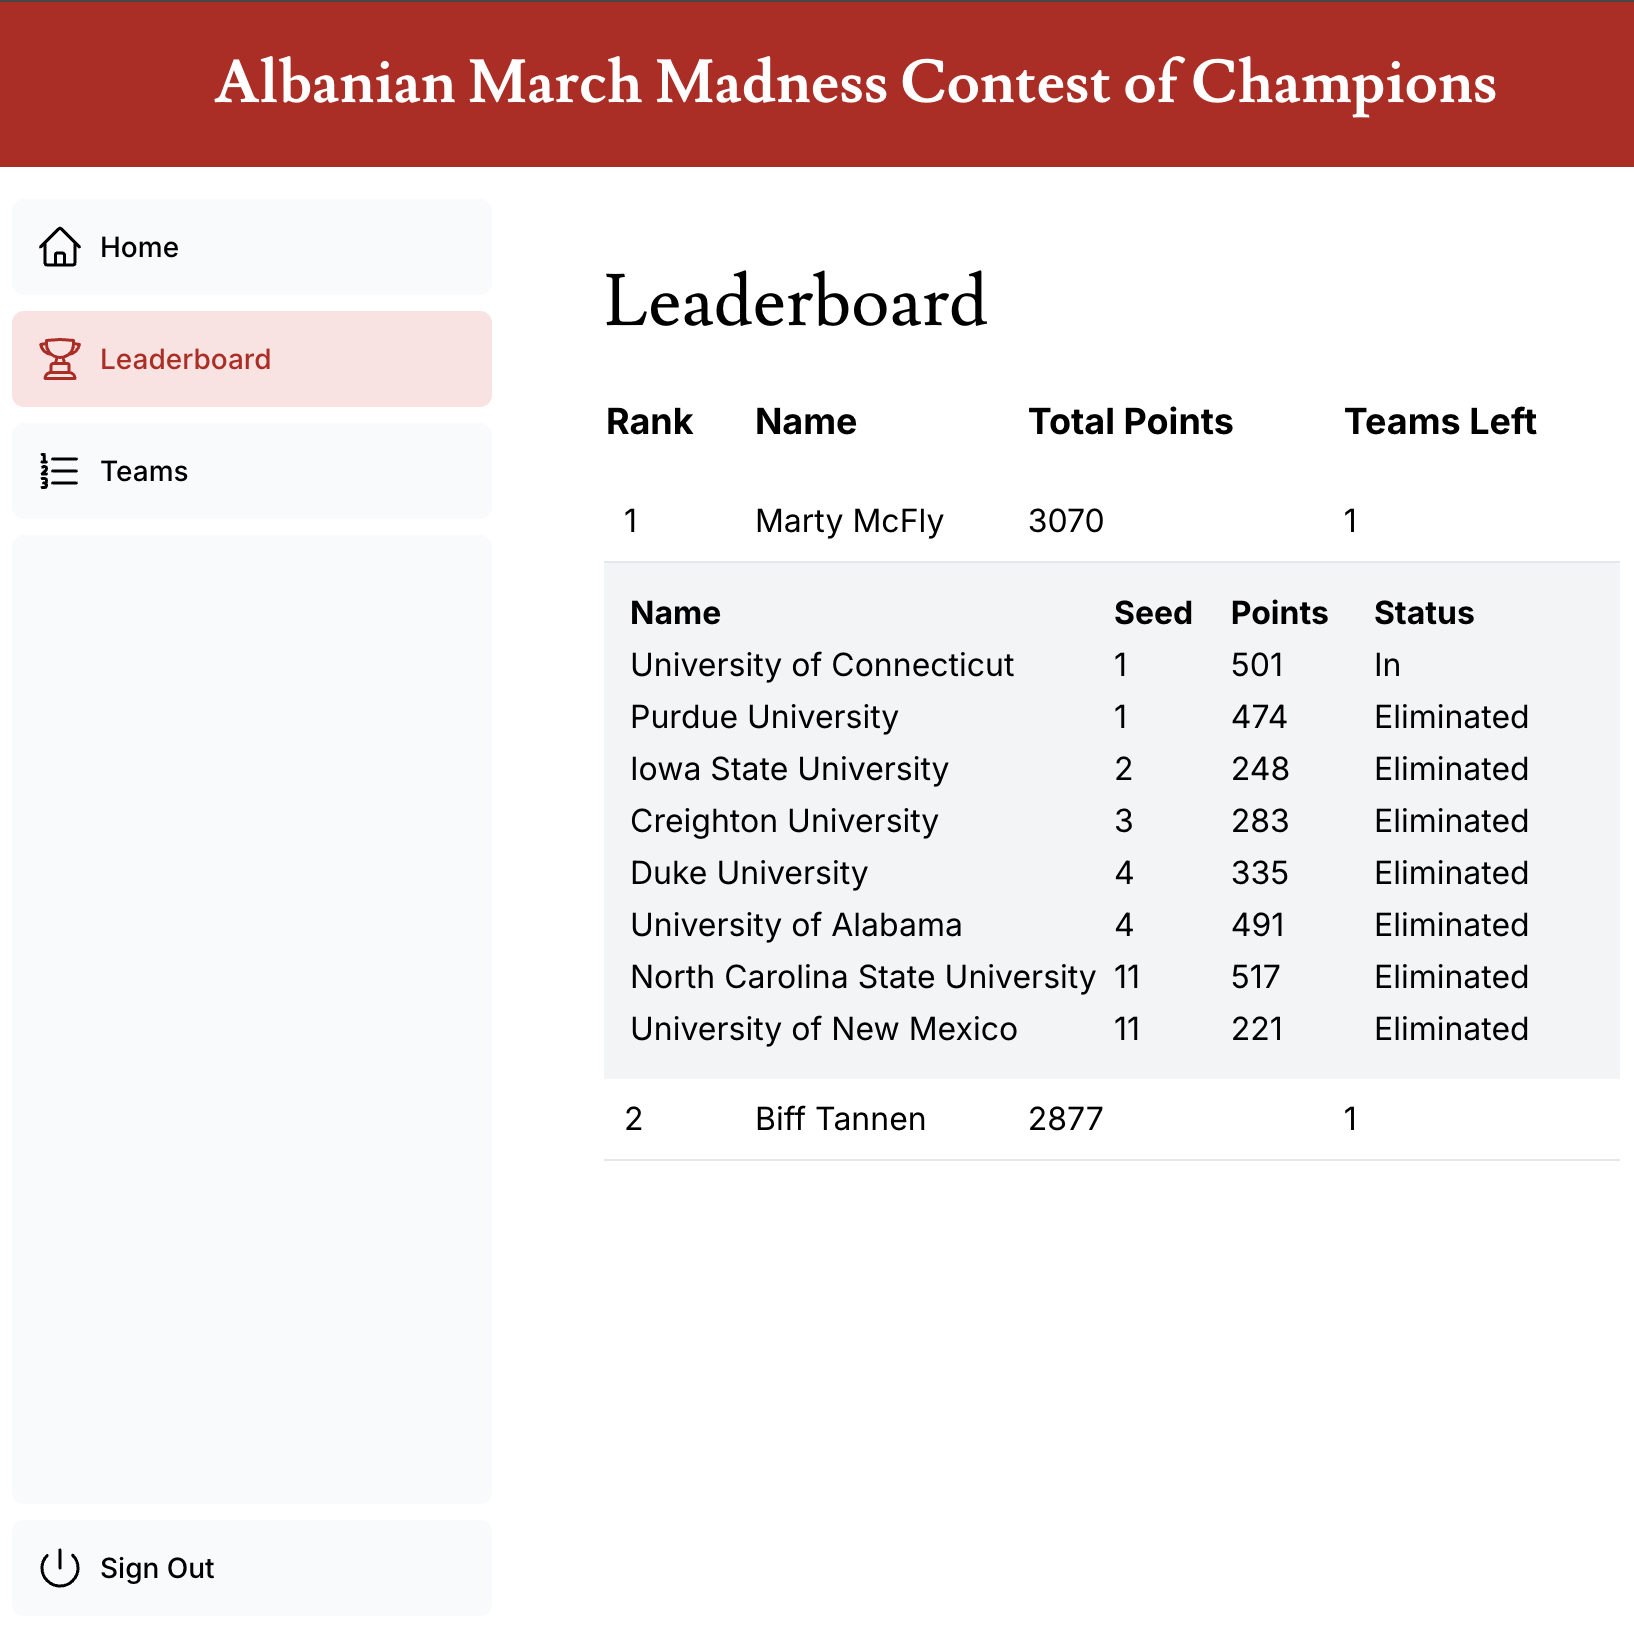 Albanian March Madness Contest of Champions
Home
Leaderboard
Teams
Sign Out
Leaderboard
Rank Name Total Points Teams Left
1 Marty McFly 3070 1
Name Seed Points Status
University of Connecticut 1 501 In
Purdue University 1 474 Eliminated
Iowa State University 2 248 Eliminated
Creighton University 3 283 Eliminated
Duke University 4 335 Eliminated
University of Alabama 4 491 Eliminated
North Carolina State University 11 517 Eliminated
University of New Mexico 11 221 Eliminated
2 Biff Tannen 2877 1